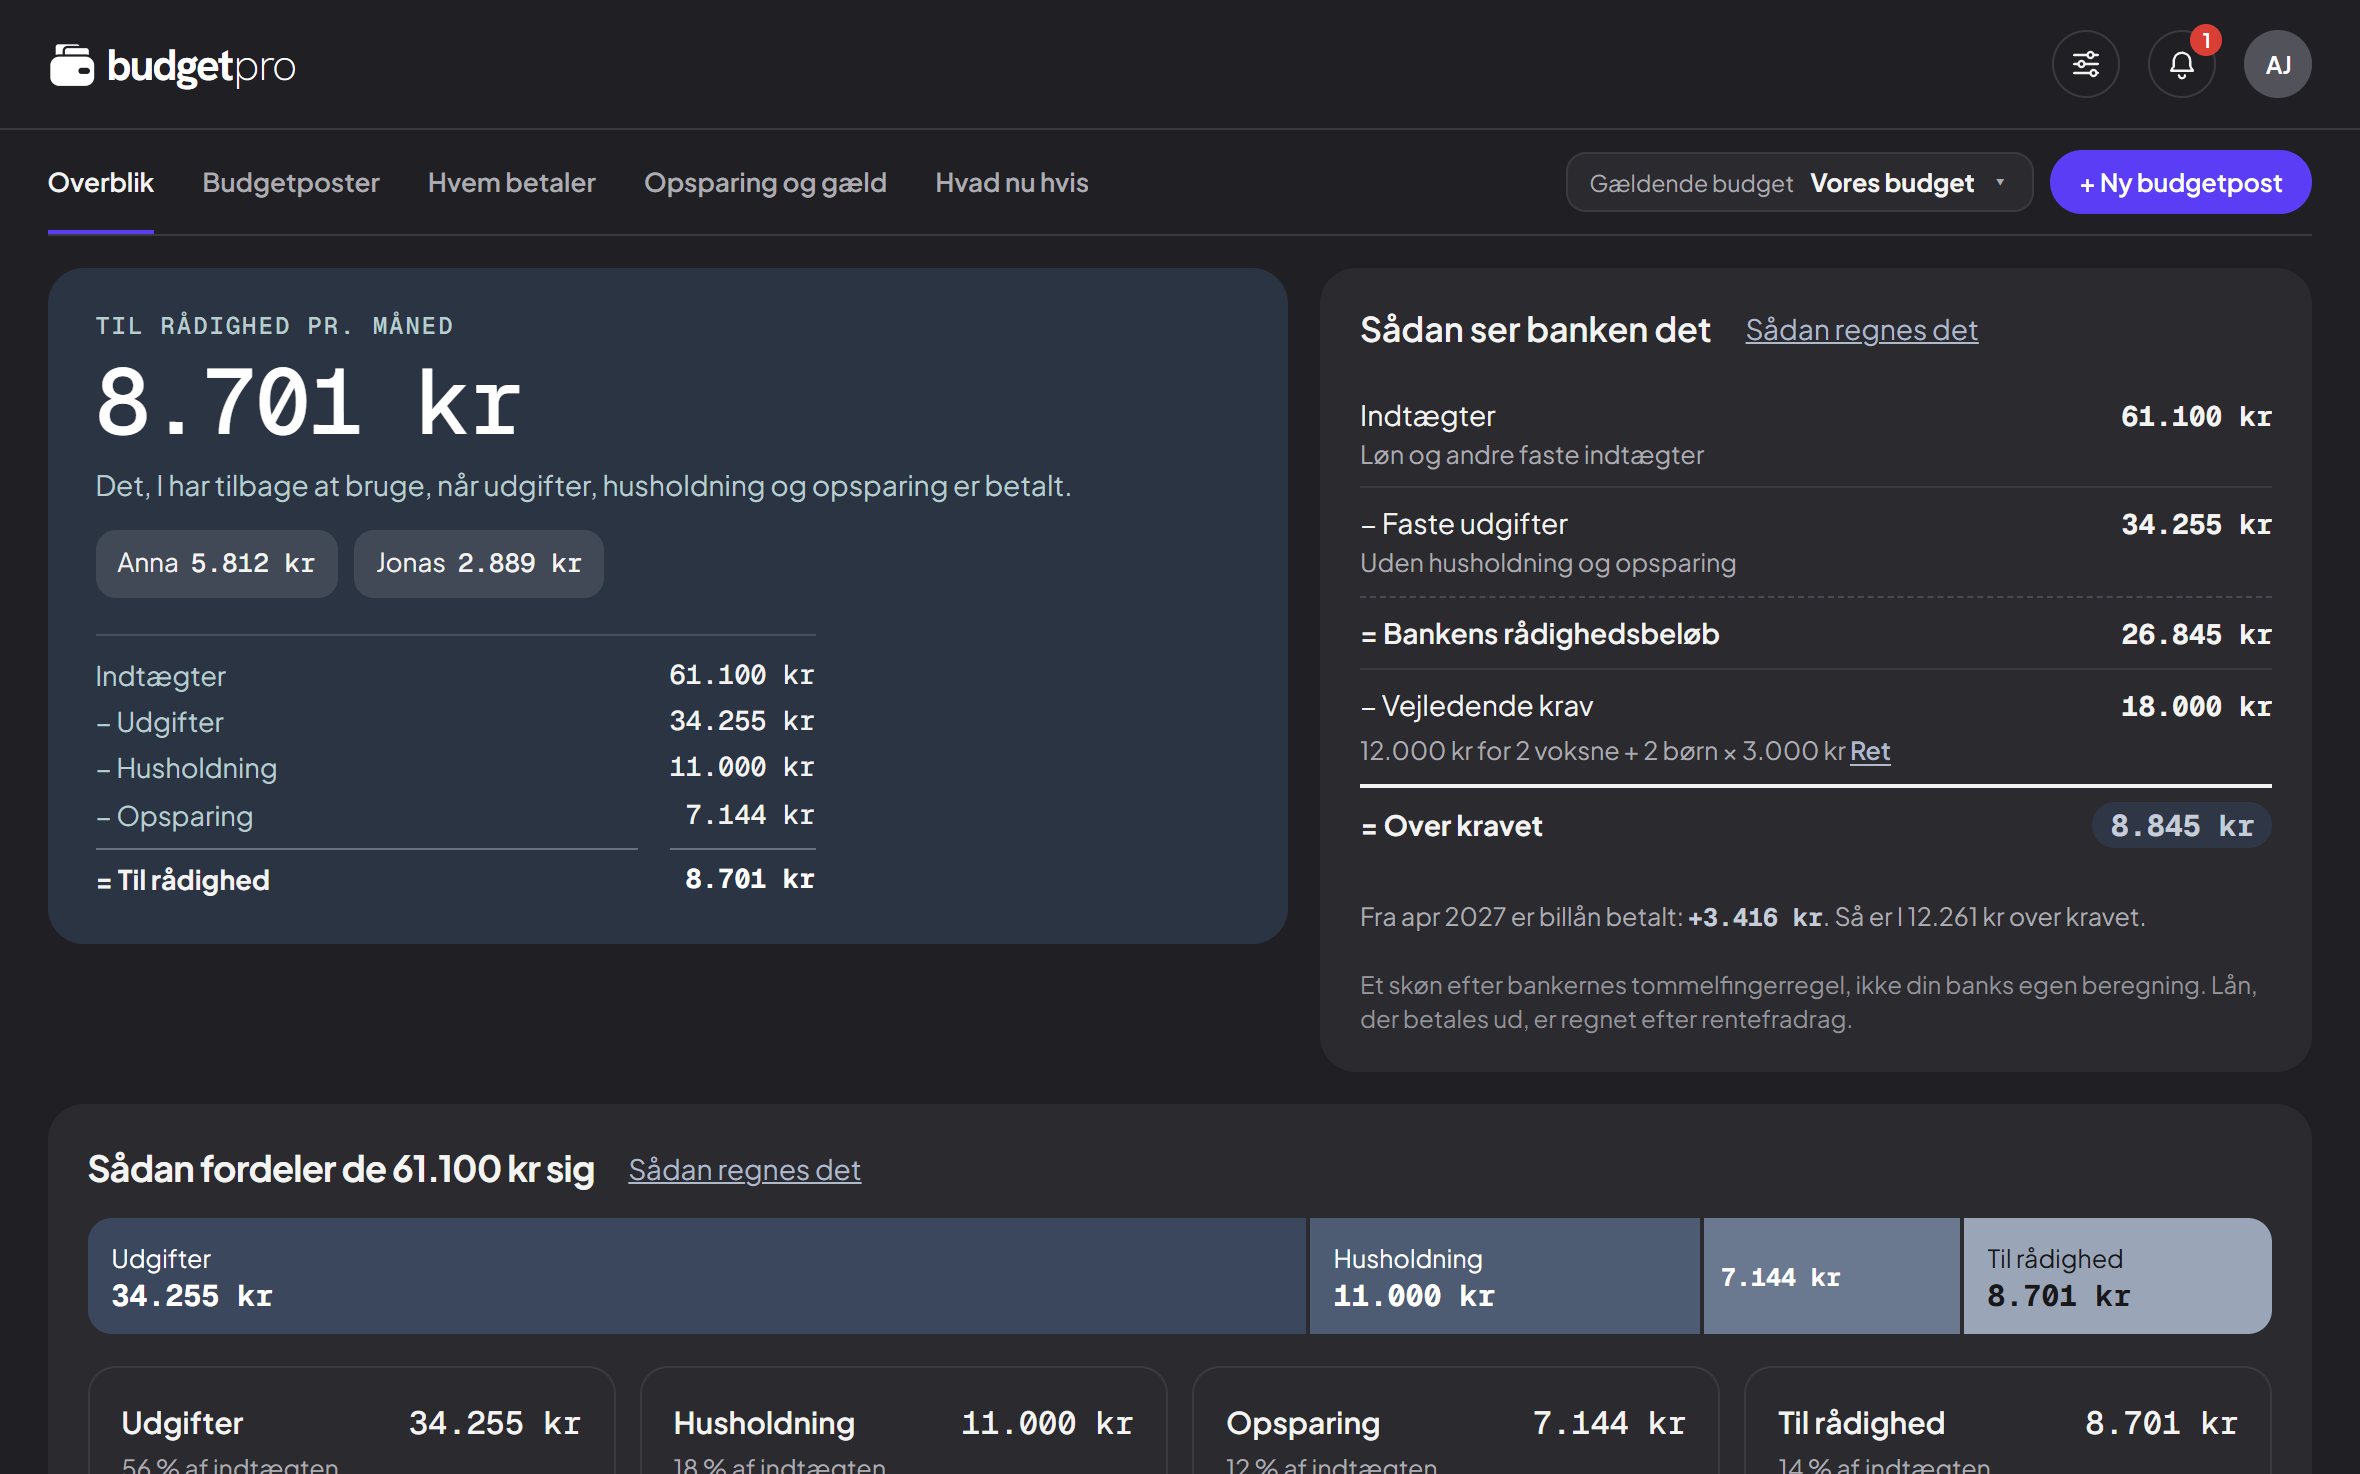 budgetpro
1
AJ
Overblik
Budgetposter
Hvem betaler
Opsparing og gæld
Hvad nu hvis
Gældende budget Vores budget
+ Ny budgetpost
TIL RÅDIGHED PR. MÅNED
8.701 kr
Det, I har tilbage at bruge, når udgifter, husholdning og opsparing er betalt.
Anna 5.812 kr
Jonas 2.889 kr
Indtægter 61.100 kr
– Udgifter 34.255 kr
– Husholdning 11.000 kr
– Opsparing 7.144 kr
= Til rådighed 8.701 kr
Sådan ser banken det Sådan regnes det
Indtægter 61.100 kr
Løn og andre faste indtægter
– Faste udgifter 34.255 kr
Uden husholdning og opsparing
= Bankens rådighedsbeløb 26.845 kr
– Vejledende krav 18.000 kr
12.000 kr for 2 voksne + 2 børn × 3.000 kr Ret
= Over kravet 8.845 kr
Fra apr 2027 er billån betalt: +3.416 kr. Så er I 12.261 kr over kravet.
Et skøn efter bankernes tommelfingerregel, ikke din banks egen beregning. Lån,
der betales ud, er regnet efter rentefradrag.
Sådan fordeler de 61.100 kr sig Sådan regnes det
Udgifter
34.255 kr
Husholdning
11.000 kr
7.144 kr
Til rådighed
8.701 kr
Udgifter 34.255 kr
56 % af indtægten
Husholdning 11.000 kr
18 % af indtægten
Opsparing 7.144 kr
12 % af indtægten
Til rådighed 8.701 kr
14 % af indtægten